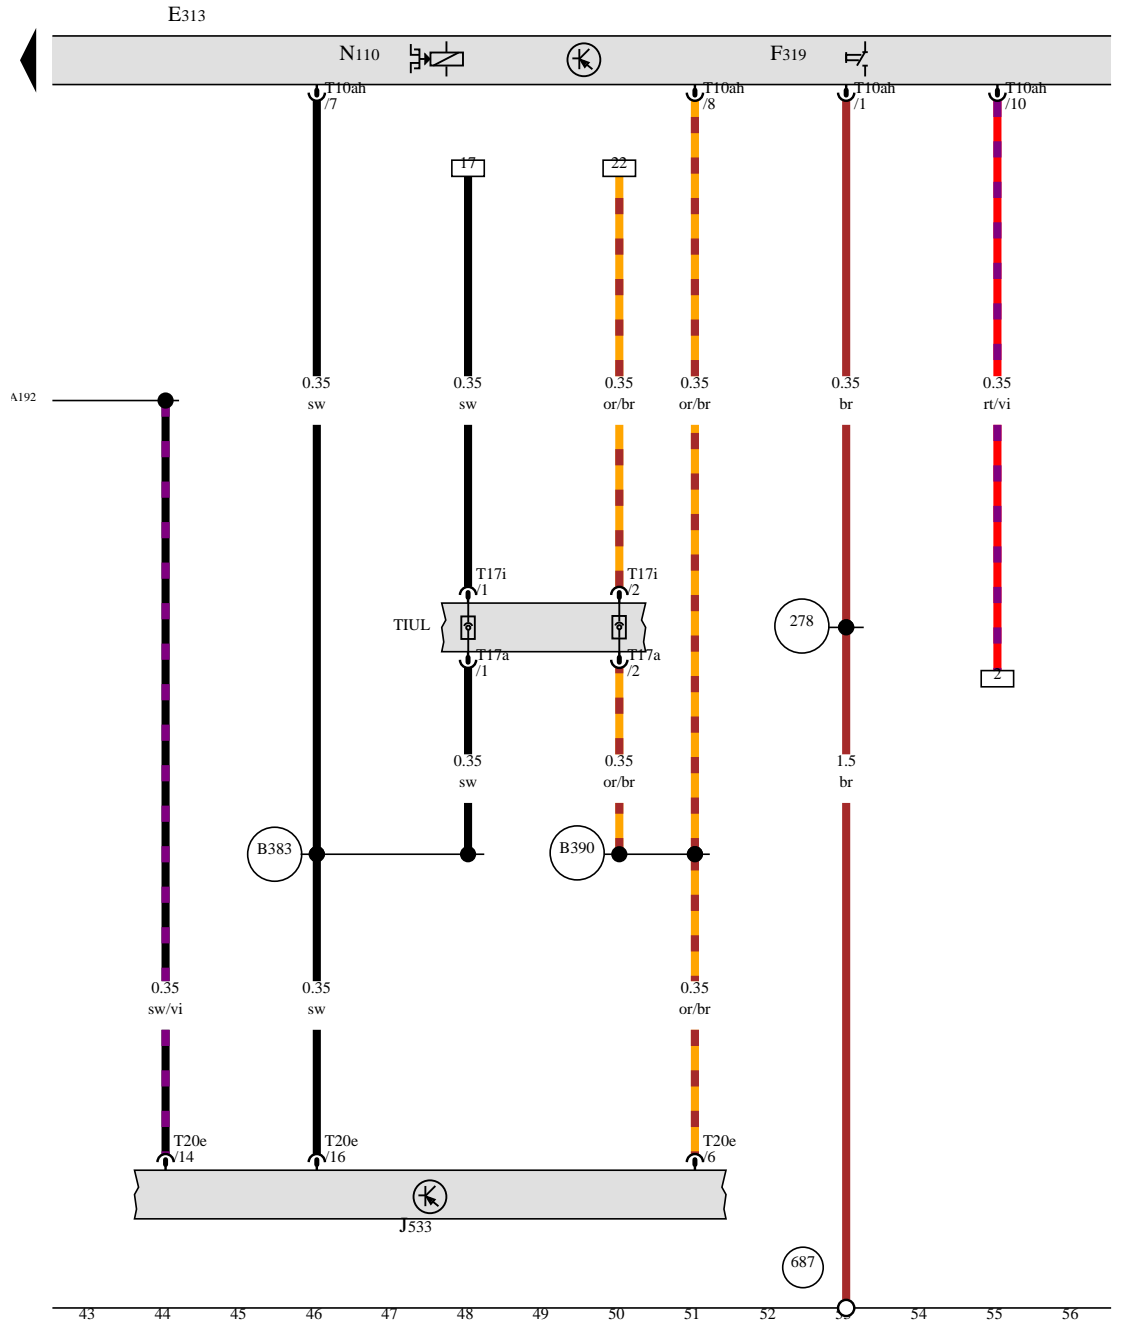 E313
N110
F319
T10ah
/7
T10ah
/8
T10ah
/1
T10ah
/10
17
22
0.35
sw
0.35
sw
0.35
or/br
0.35
or/br
0.35
br
0.35
rt/vi
A192
T17i
/1
T17i
/2
TIUL
278
T17a
/1
T17a
/2
2
0.35
sw
0.35
or/br
1.5
br
B383
B390
0.35
sw/vi
0.35
sw
0.35
or/br
T20e
/14
T20e
/16
T20e
/6
J533
687
43 44 45 46 47 48 49 50 51 52 53 54 55 56